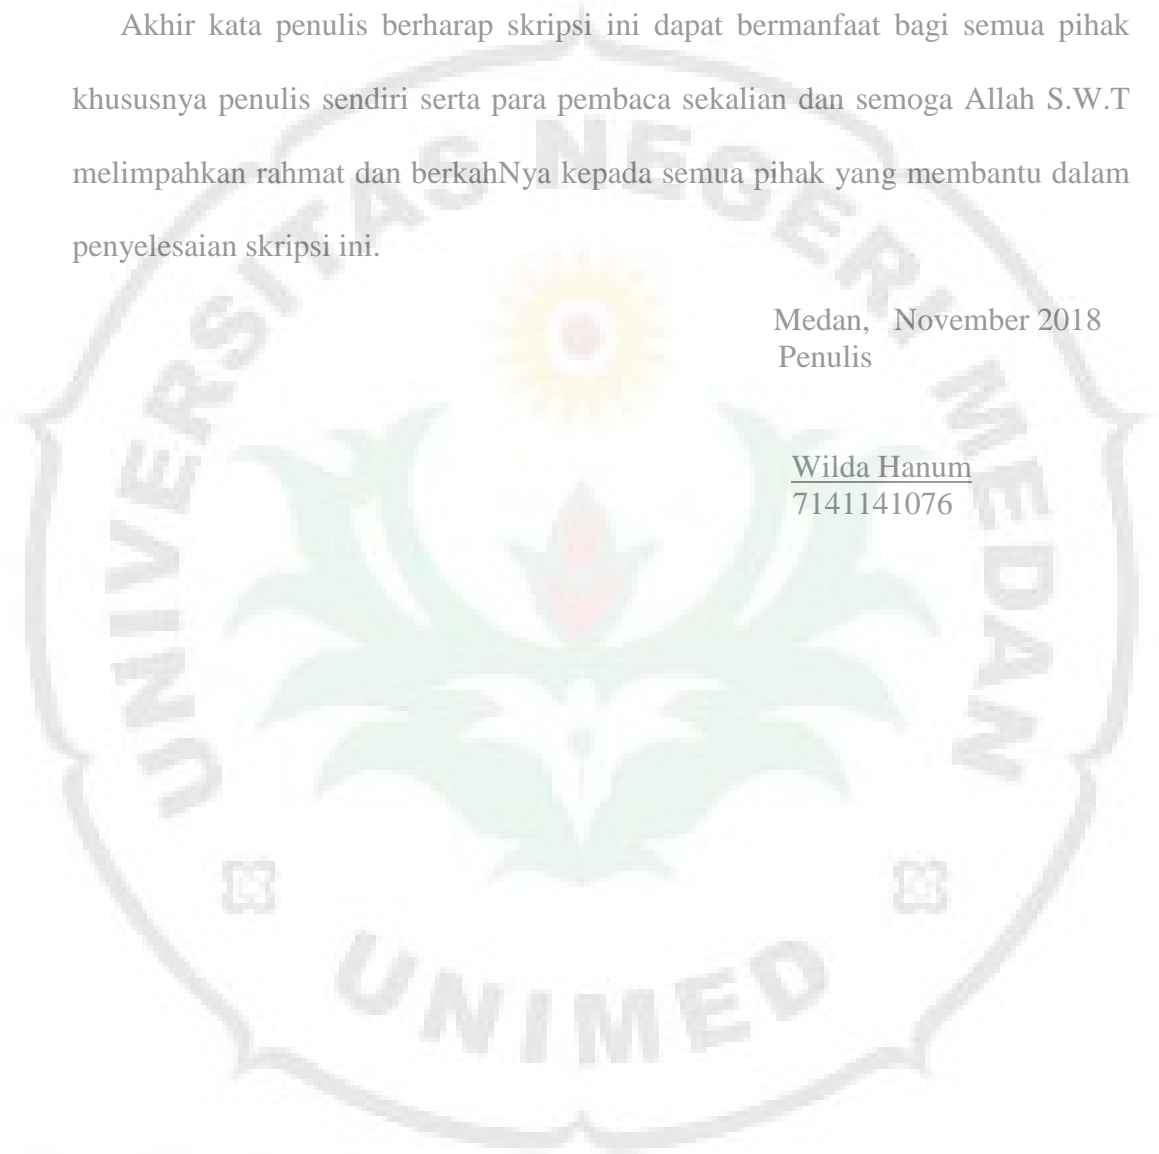 Akhir kata penulis berharap skripsi ini dapat bermanfaat bagi semua pihak
khususnya penulis sendiri serta para pembaca sekalian dan semoga Allah S.W.T
melimpahkan rahmat dan berkahNya kepada semua pihak yang membantu dalam
penyelesaian skripsi ini.
Medan, November 2018
Penulis
Wilda Hanum
7141141076
UNIVERSITAS NEGERI MEDAN
UNIMED